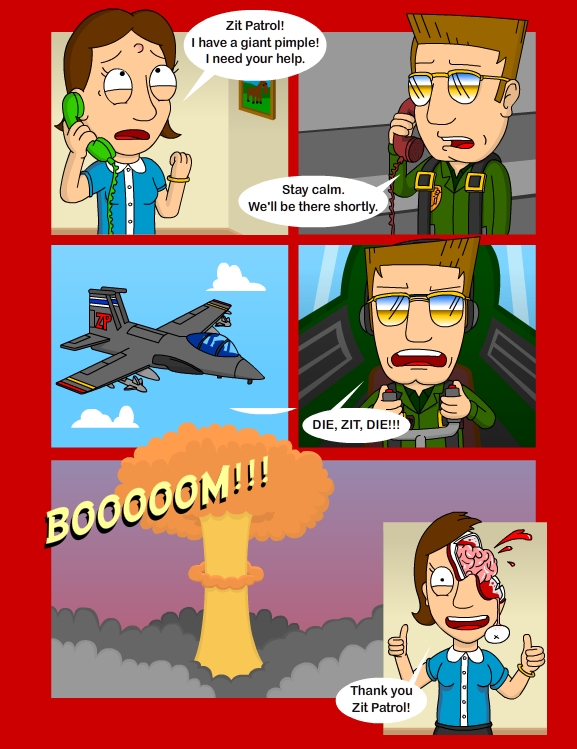 Zit Patrol!
I have a giant pimple!
I need your help.
Stay calm.
We'll be there shortly.
ZP
DIE, ZIT, DIE!!!
BOOOOOM!!!
Thank you
Zit Patrol!